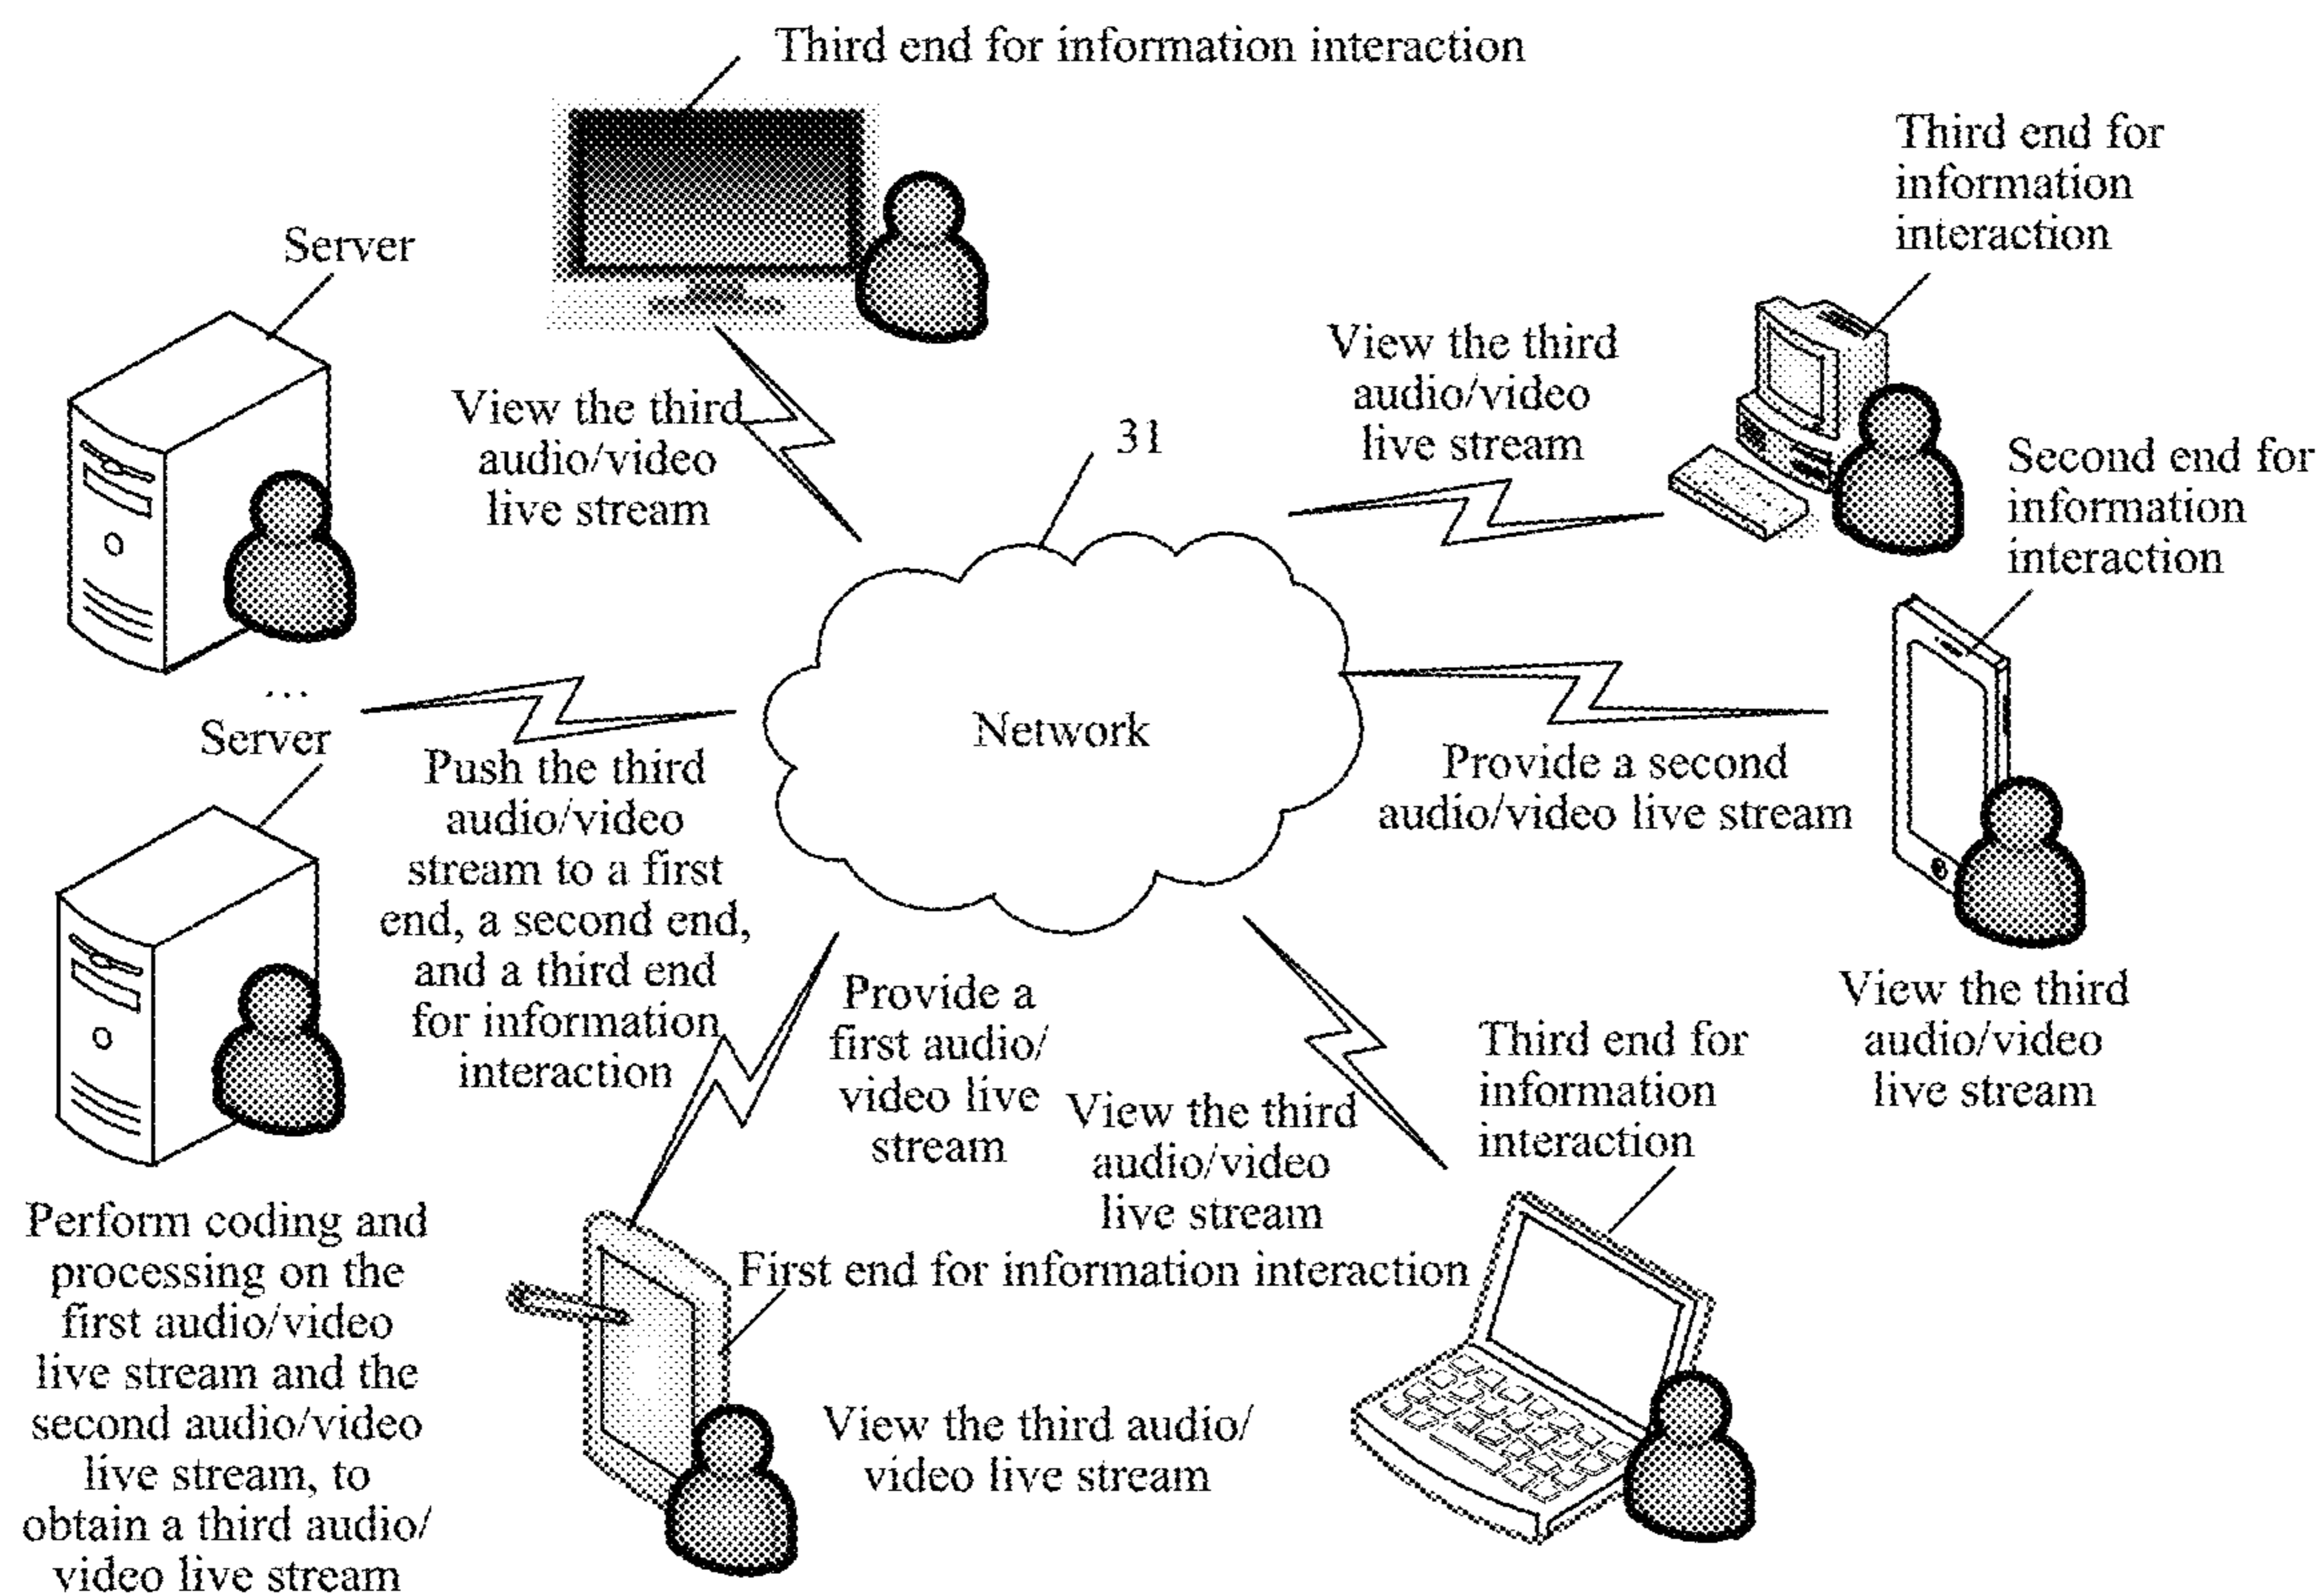 Third end for information interaction
Third end for
information
interaction
Server
View the third
audio/video
live stream
View the third
audio/video
live stream
31
Second end for
information
interaction
...
Server
Network
Push the third
audio/video
stream to a first
end, a second end,
and a third end
for information
interaction
Provide a second
audio/video live stream
Provide a
first audio/
video live
stream
View the third
audio/video
live stream
Third end for
information
interaction
View the third
audio/video
live stream
Perform coding and
processing on the
first audio/video
live stream and the
second audio/video
live stream, to
obtain a third audio/
video live stream
First end for information interaction
View the third audio/
video live stream